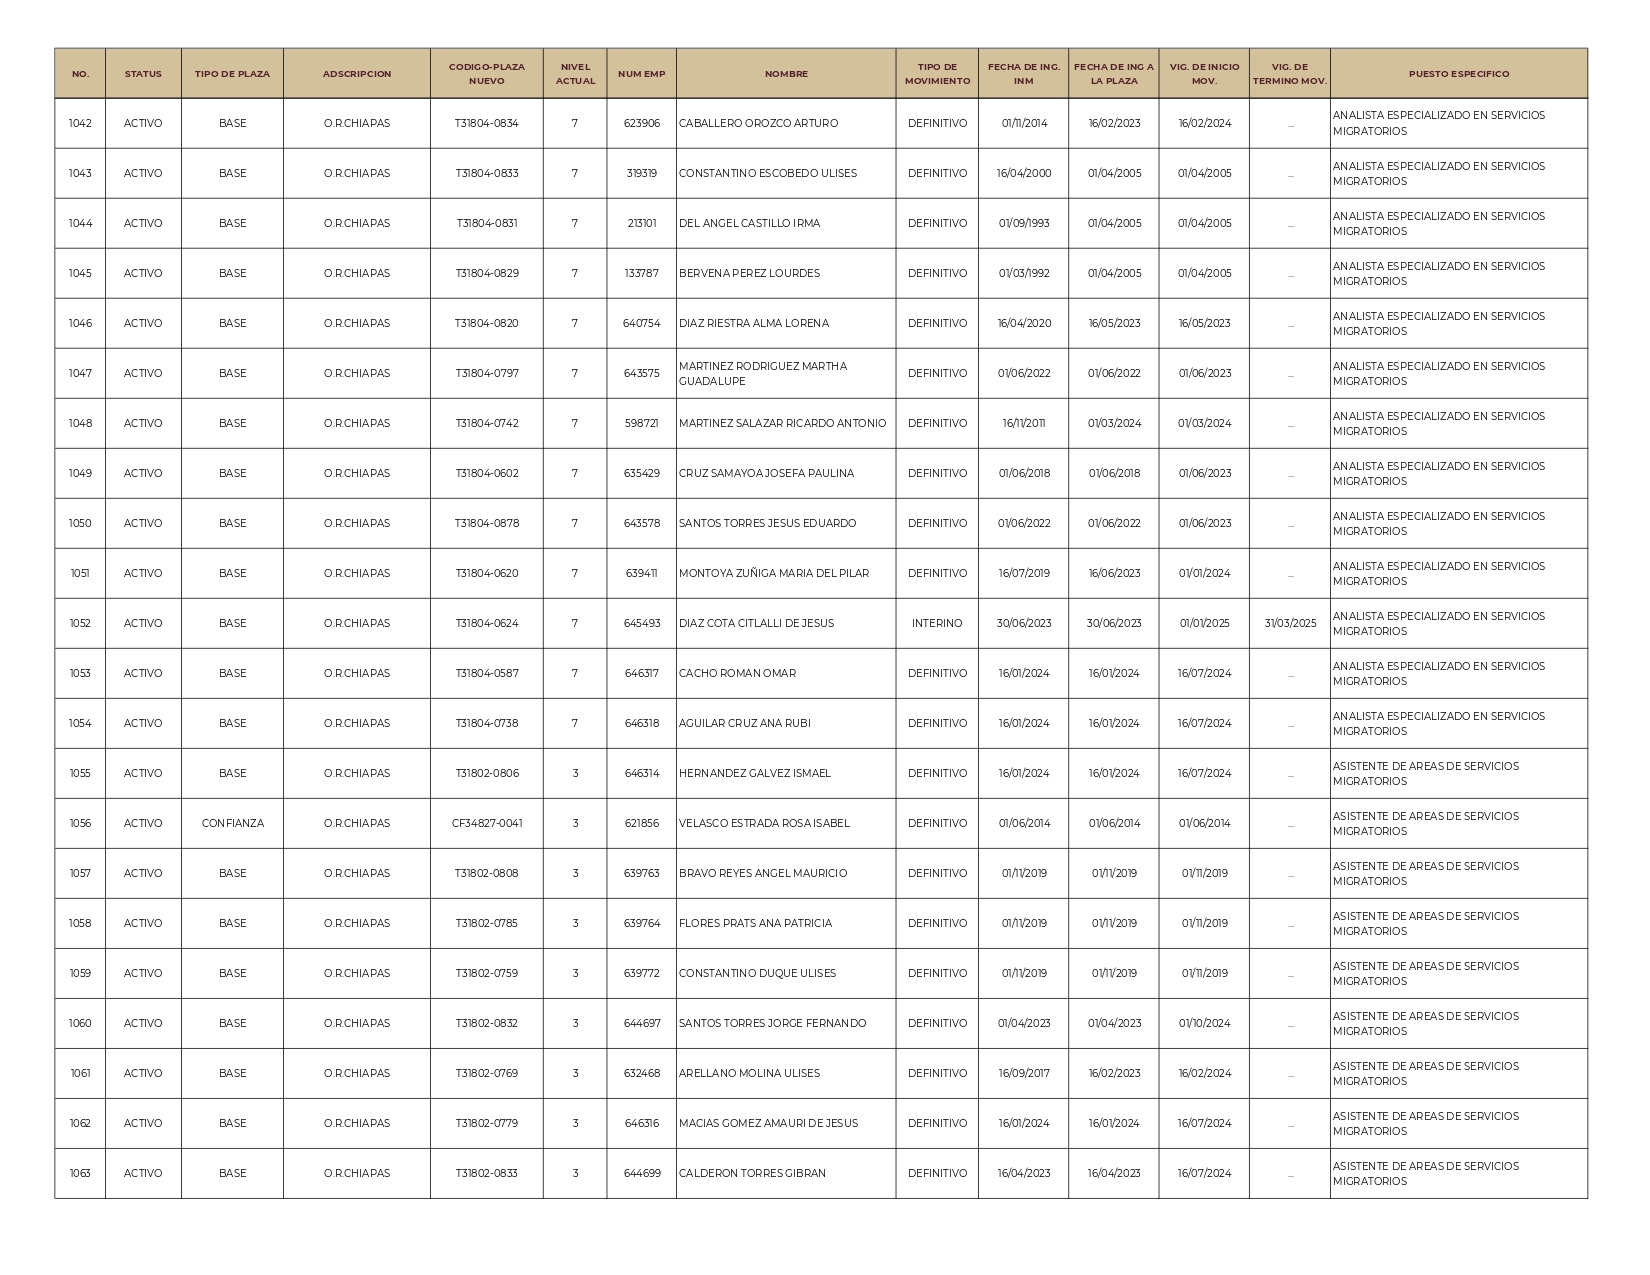 NO. STATUS TIPO DE PLAZA ADSCRIPCION CODIGO-PLAZA NUEVO NIVEL ACTUAL NUM EMP NOMBRE TIPO DE MOVIMIENTO FECHA DE ING. INM FECHA DE ING A LA PLAZA VIG. DE INICIO MOV. VIG. DE TERMINO MOV. PUESTO ESPECIFICO
1042 ACTIVO BASE O.R.CHIAPAS T31804-0834 7 623906 CABALLERO OROZCO ARTURO DEFINITIVO 01/11/2014 16/02/2023 16/02/2024 ... ANALISTA ESPECIALIZADO EN SERVICIOS MIGRATORIOS
1043 ACTIVO BASE O.R.CHIAPAS T31804-0833 7 319319 CONSTANTINO ESCOBEDO ULISES DEFINITIVO 16/04/2000 01/04/2005 01/04/2005 ... ANALISTA ESPECIALIZADO EN SERVICIOS MIGRATORIOS
1044 ACTIVO BASE O.R.CHIAPAS T31804-0831 7 213101 DEL ANGEL CASTILLO IRMA DEFINITIVO 01/09/1993 01/04/2005 01/04/2005 ... ANALISTA ESPECIALIZADO EN SERVICIOS MIGRATORIOS
1045 ACTIVO BASE O.R.CHIAPAS T31804-0829 7 133787 BERVENA PEREZ LOURDES DEFINITIVO 01/03/1992 01/04/2005 01/04/2005 ... ANALISTA ESPECIALIZADO EN SERVICIOS MIGRATORIOS
1046 ACTIVO BASE O.R.CHIAPAS T31804-0820 7 640754 DIAZ RIESTRA ALMA LORENA DEFINITIVO 16/04/2020 16/05/2023 16/05/2023 ... ANALISTA ESPECIALIZADO EN SERVICIOS MIGRATORIOS
1047 ACTIVO BASE O.R.CHIAPAS T31804-0797 7 643575 MARTINEZ RODRIGUEZ MARTHA GUADALUPE DEFINITIVO 01/06/2022 01/06/2022 01/06/2023 ... ANALISTA ESPECIALIZADO EN SERVICIOS MIGRATORIOS
1048 ACTIVO BASE O.R.CHIAPAS T31804-0742 7 598721 MARTINEZ SALAZAR RICARDO ANTONIO DEFINITIVO 16/11/2011 01/03/2024 01/03/2024 ... ANALISTA ESPECIALIZADO EN SERVICIOS MIGRATORIOS
1049 ACTIVO BASE O.R.CHIAPAS T31804-0602 7 635429 CRUZ SAMAYOA JOSEFA PAULINA DEFINITIVO 01/06/2018 01/06/2018 01/06/2023 ... ANALISTA ESPECIALIZADO EN SERVICIOS MIGRATORIOS
1050 ACTIVO BASE O.R.CHIAPAS T31804-0878 7 643578 SANTOS TORRES JESUS EDUARDO DEFINITIVO 01/06/2022 01/06/2022 01/06/2023 ... ANALISTA ESPECIALIZADO EN SERVICIOS MIGRATORIOS
1051 ACTIVO BASE O.R.CHIAPAS T31804-0620 7 639411 MONTOYA ZUÑIGA MARIA DEL PILAR DEFINITIVO 16/07/2019 16/06/2023 01/01/2024 ... ANALISTA ESPECIALIZADO EN SERVICIOS MIGRATORIOS
1052 ACTIVO BASE O.R.CHIAPAS T31804-0624 7 645493 DIAZ COTA CITLALLI DE JESUS INTERINO 30/06/2023 30/06/2023 01/01/2025 31/03/2025 ANALISTA ESPECIALIZADO EN SERVICIOS MIGRATORIOS
1053 ACTIVO BASE O.R.CHIAPAS T31804-0587 7 646317 CACHO ROMAN OMAR DEFINITIVO 16/01/2024 16/01/2024 16/07/2024 ... ANALISTA ESPECIALIZADO EN SERVICIOS MIGRATORIOS
1054 ACTIVO BASE O.R.CHIAPAS T31804-0738 7 646318 AGUILAR CRUZ ANA RUBI DEFINITIVO 16/01/2024 16/01/2024 16/07/2024 ... ANALISTA ESPECIALIZADO EN SERVICIOS MIGRATORIOS
1055 ACTIVO BASE O.R.CHIAPAS T31802-0806 3 646314 HERNANDEZ GALVEZ ISMAEL DEFINITIVO 16/01/2024 16/01/2024 16/07/2024 ... ASISTENTE DE AREAS DE SERVICIOS MIGRATORIOS
1056 ACTIVO CONFIANZA O.R.CHIAPAS CF34827-0041 3 621856 VELASCO ESTRADA ROSA ISABEL DEFINITIVO 01/06/2014 01/06/2014 01/06/2014 ... ASISTENTE DE AREAS DE SERVICIOS MIGRATORIOS
1057 ACTIVO BASE O.R.CHIAPAS T31802-0808 3 639763 BRAVO REYES ANGEL MAURICIO DEFINITIVO 01/11/2019 01/11/2019 01/11/2019 ... ASISTENTE DE AREAS DE SERVICIOS MIGRATORIOS
1058 ACTIVO BASE O.R.CHIAPAS T31802-0785 3 639764 FLORES PRATS ANA PATRICIA DEFINITIVO 01/11/2019 01/11/2019 01/11/2019 ... ASISTENTE DE AREAS DE SERVICIOS MIGRATORIOS
1059 ACTIVO BASE O.R.CHIAPAS T31802-0759 3 639772 CONSTANTINO DUQUE ULISES DEFINITIVO 01/11/2019 01/11/2019 01/11/2019 ... ASISTENTE DE AREAS DE SERVICIOS MIGRATORIOS
1060 ACTIVO BASE O.R.CHIAPAS T31802-0832 3 644697 SANTOS TORRES JORGE FERNANDO DEFINITIVO 01/04/2023 01/04/2023 01/10/2024 ... ASISTENTE DE AREAS DE SERVICIOS MIGRATORIOS
1061 ACTIVO BASE O.R.CHIAPAS T31802-0769 3 632468 ARELLANO MOLINA ULISES DEFINITIVO 16/09/2017 16/02/2023 16/02/2024 ... ASISTENTE DE AREAS DE SERVICIOS MIGRATORIOS
1062 ACTIVO BASE O.R.CHIAPAS T31802-0779 3 646316 MACIAS GOMEZ AMAURI DE JESUS DEFINITIVO 16/01/2024 16/01/2024 16/07/2024 ... ASISTENTE DE AREAS DE SERVICIOS MIGRATORIOS
1063 ACTIVO BASE O.R.CHIAPAS T31802-0833 3 644699 CALDERON TORRES GIBRAN DEFINITIVO 16/04/2023 16/04/2023 16/07/2024 ... ASISTENTE DE AREAS DE SERVICIOS MIGRATORIOS